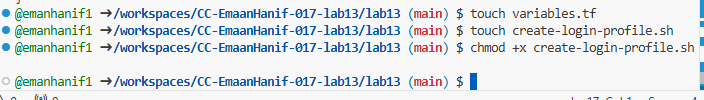 @emanhanif1 ➜/workspaces/CC-EmaanHanif-017-lab13/lab13 (main) $ touch variables.tf
@emanhanif1 ➜/workspaces/CC-EmaanHanif-017-lab13/lab13 (main) $ touch create-login-profile.sh
@emanhanif1 ➜/workspaces/CC-EmaanHanif-017-lab13/lab13 (main) $ chmod +x create-login-profile.sh
@emanhanif1 ➜/workspaces/CC-EmaanHanif-017-lab13/lab13 (main) $